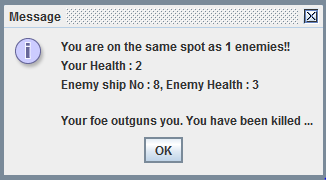 Message
You are on the same spot as 1 enemies!!
Your Health : 2
Enemy ship No : 8, Enemy Health : 3
Your foe outguns you. You have been killed ...
OK